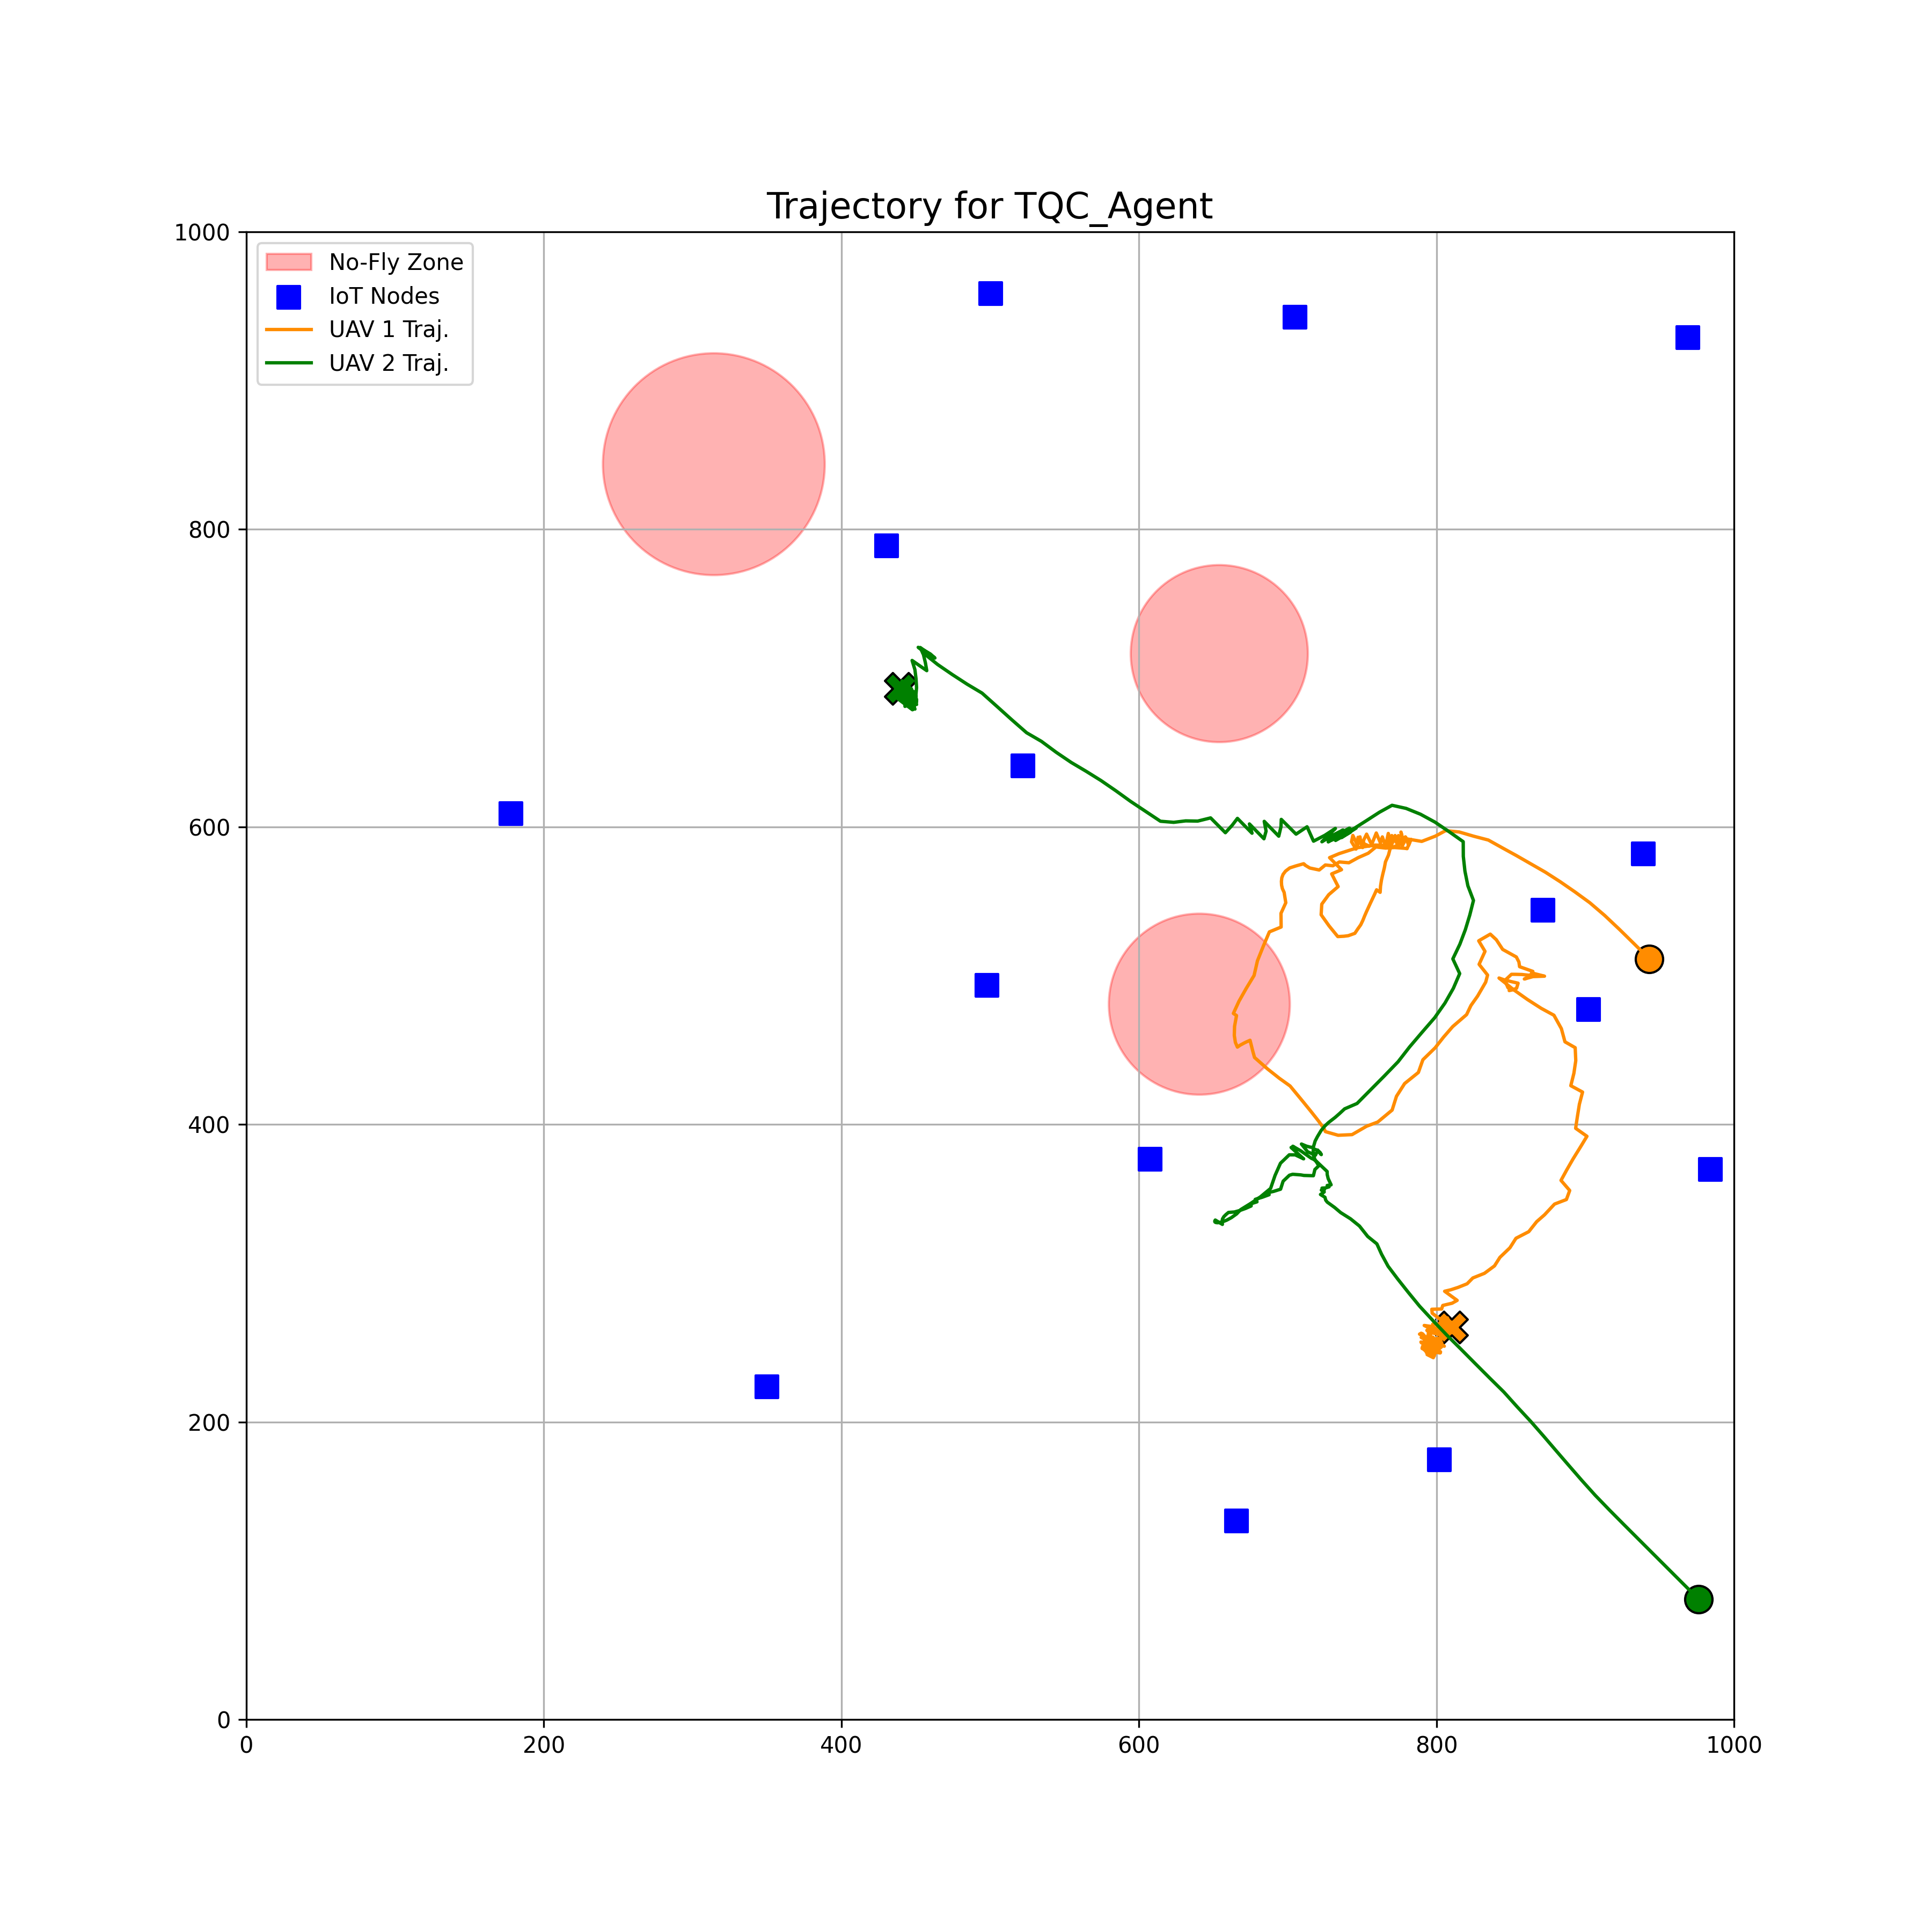 Trajectory for TQC_Agent
1000
800
600
400
200
0
No-Fly Zone
IoT Nodes
UAV 1 Traj.
UAV 2 Traj.
0 200 400 600 800 1000